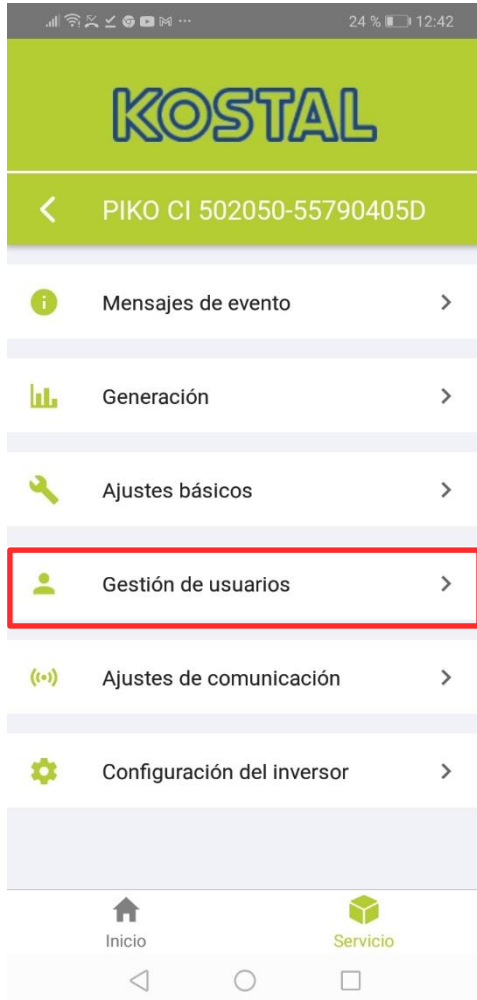 24 % 12:42
KOSTAL
PIKO CI 502050-55790405D
Mensajes de evento
Generación
Ajustes básicos
Gestión de usuarios
Ajustes de comunicación
Configuración del inversor
Inicio
Servicio